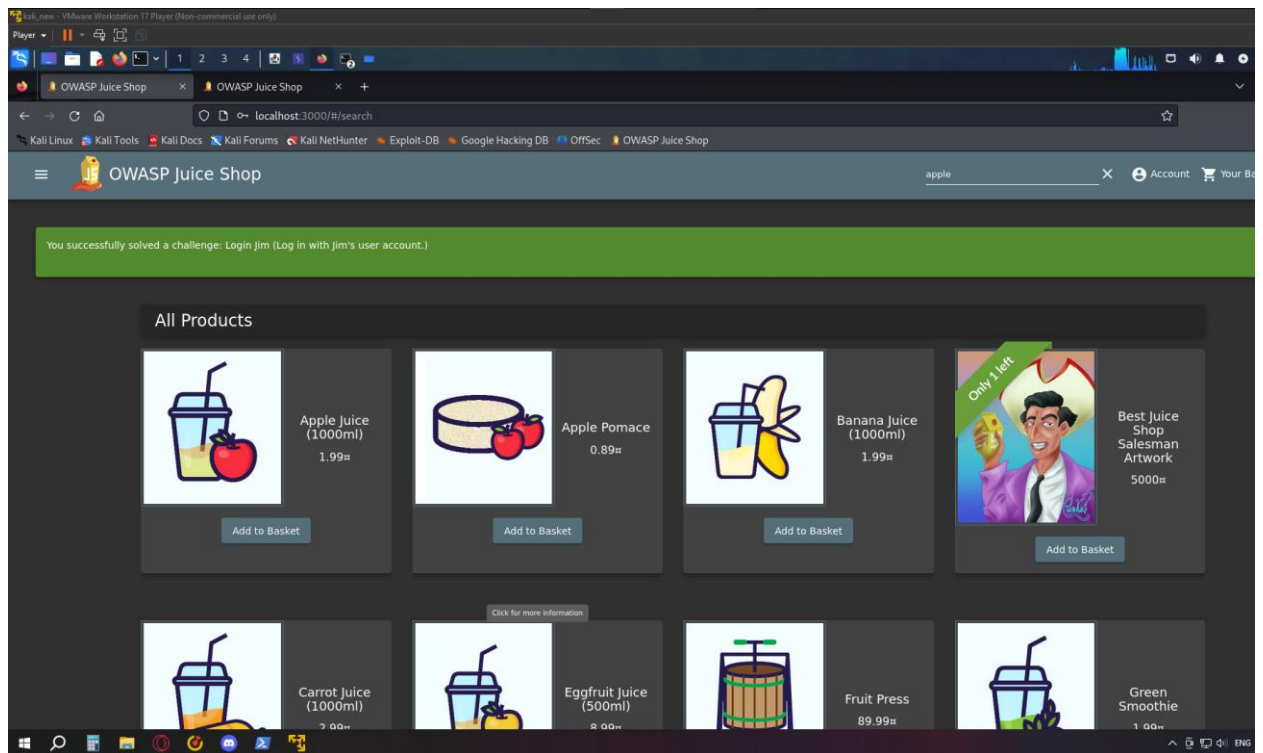 kali_new - VMware Workstation 17 Player (Non-commercial use only)
Player
1 2 3 4
OWASP Juice Shop × OWASP Juice Shop × +
localhost:3000/#/search
Kali Linux Kali Tools Kali Docs Kali Forums Kali NetHunter Exploit-DB Google Hacking DB OffSec OWASP Juice Shop
OWASP Juice Shop apple Account Your Ba
You successfully solved a challenge: Login Jim (Log in with Jim's user account.)
All Products
Apple Juice
(1000ml)
1.99¤
Add to Basket
Apple Pomace
0.89¤
Add to Basket
Banana Juice
(1000ml)
1.99¤
Add to Basket
Only 1 left
Best Juice
Shop
Salesman
Artwork
5000¤
Add to Basket
Click for more information
Carrot Juice
(1000ml)
2.99¤
Eggfruit Juice
(500ml)
8.99¤
Fruit Press
89.99¤
Green
Smoothie
1.99¤
ENG